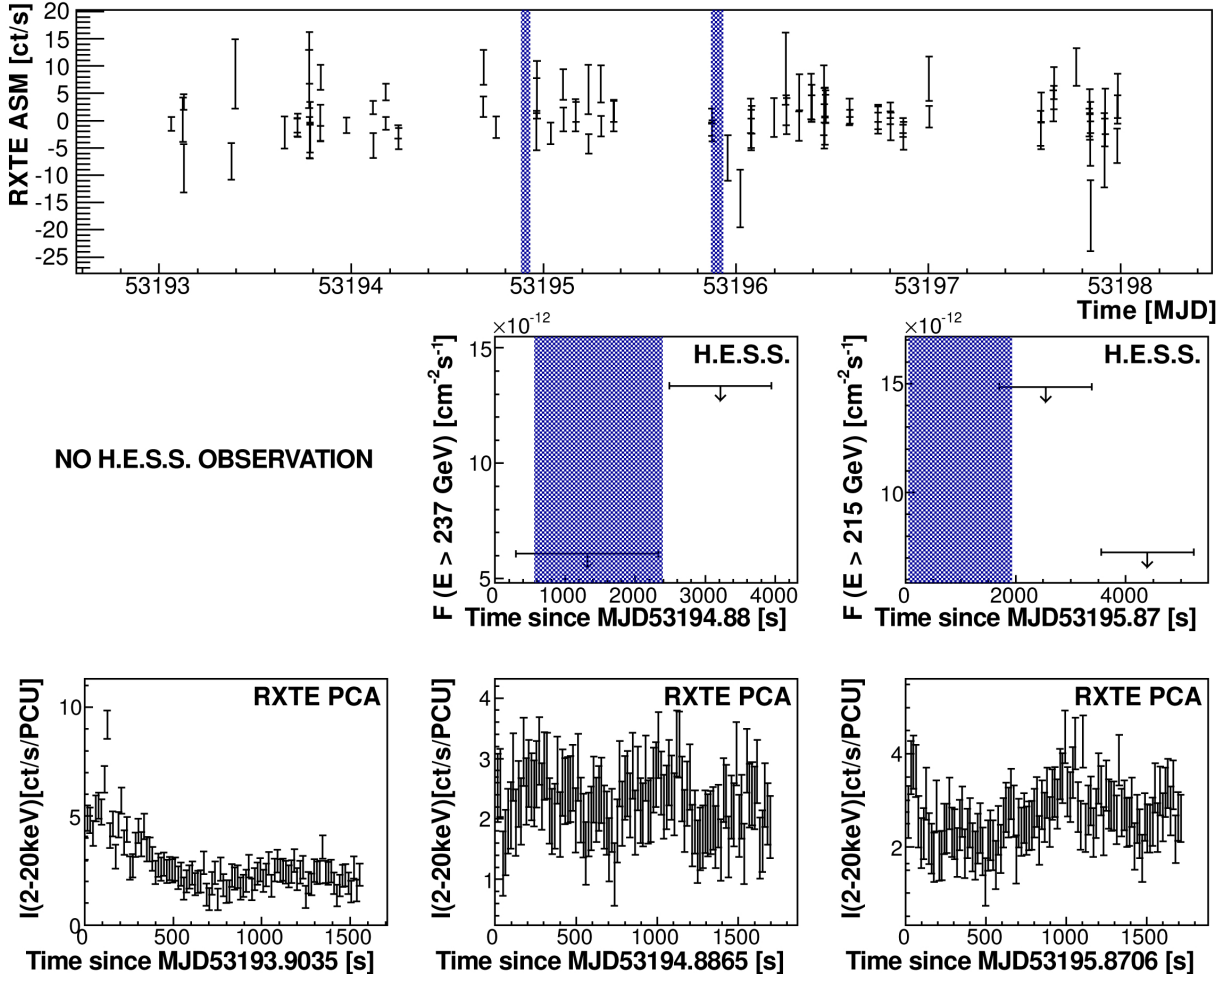 RXTE ASM [ct/s]
20
15
10
5
0
-5
-10
-15
-20
-25
53193 53194 53195 53196 53197 53198
Time [MJD]
NO H.E.S.S. OBSERVATION
×10⁻¹²
H.E.S.S.
F (E > 237 GeV) [cm⁻²s⁻¹]
15
10
5
0 1000 2000 3000 4000
Time since MJD53194.88 [s]
×10⁻¹²
H.E.S.S.
F (E > 215 GeV) [cm⁻²s⁻¹]
15
10
0 2000 4000
Time since MJD53195.87 [s]
RXTE PCA
I(2-20keV)[ct/s/PCU]
10
5
0
0 500 1000 1500
Time since MJD53193.9035 [s]
RXTE PCA
I(2-20keV)[ct/s/PCU]
4
3
2
1
0 500 1000 1500
Time since MJD53194.8865 [s]
RXTE PCA
I(2-20keV)[ct/s/PCU]
4
2
0 500 1000 1500
Time since MJD53195.8706 [s]